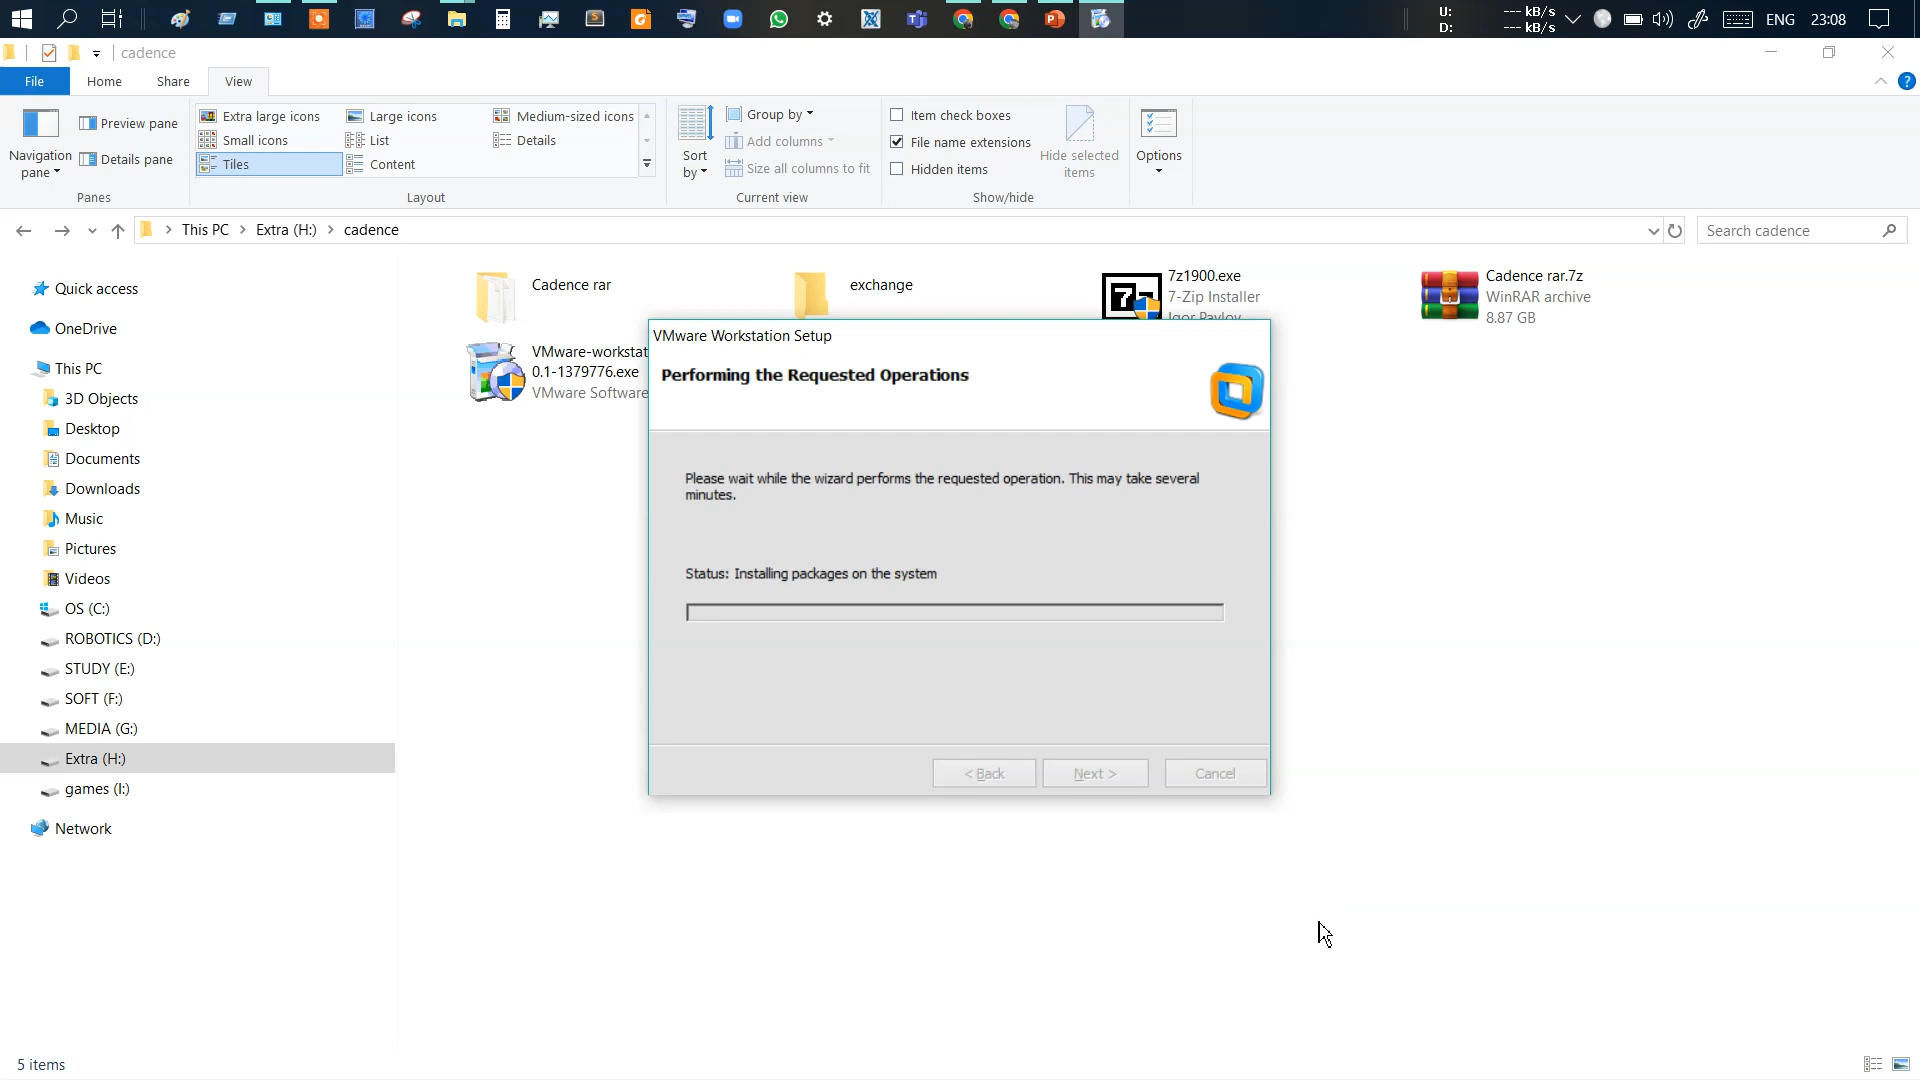 U: --- kB/s
D: --- kB/s
ENG 23:08
cadence
File Home Share View
Navigation pane
Preview pane
Details pane
Panes
Extra large icons Large icons Medium-sized icons
Small icons List Details
Tiles Content
Layout
Sort by
Group by
Add columns
Size all columns to fit
Current view
Item check boxes
File name extensions
Hidden items
Hide selected
items
Show/hide
Options
This PC > Extra (H:) > cadence
Search cadence
Quick access
OneDrive
This PC
3D Objects
Desktop
Documents
Downloads
Music
Pictures
Videos
OS (C:)
ROBOTICS (D:)
STUDY (E:)
SOFT (F:)
MEDIA (G:)
Extra (H:)
games (I:)
Network
Cadence rar
exchange
7z1900.exe
7-Zip Installer
Igor Pavlov
Cadence rar.7z
WinRAR archive
8.87 GB
VMware-workstat
0.1-1379776.exe
VMware Software
VMware Workstation Setup
Performing the Requested Operations
Please wait while the wizard performs the requested operation. This may take several
minutes.
Status: Installing packages on the system
< Back Next > Cancel
5 items